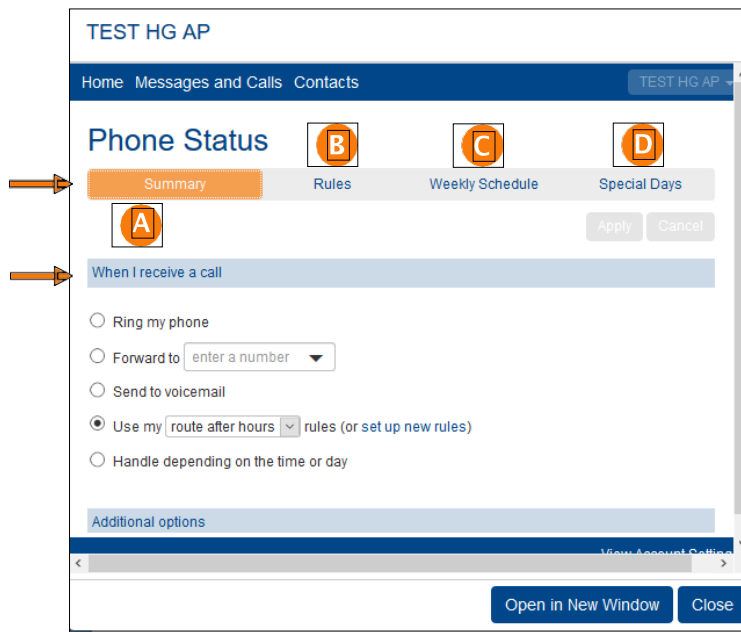 TEST HG AP
Home Messages and Calls Contacts TEST HG AP
Phone Status B C D
Summary Rules Weekly Schedule Special Days
A Apply Cancel
When I receive a call
Ring my phone
Forward to enter a number
Send to voicemail
Use my route after hours rules (or set up new rules)
Handle depending on the time or day
Additional options
View Account Setting
Open in New Window Close